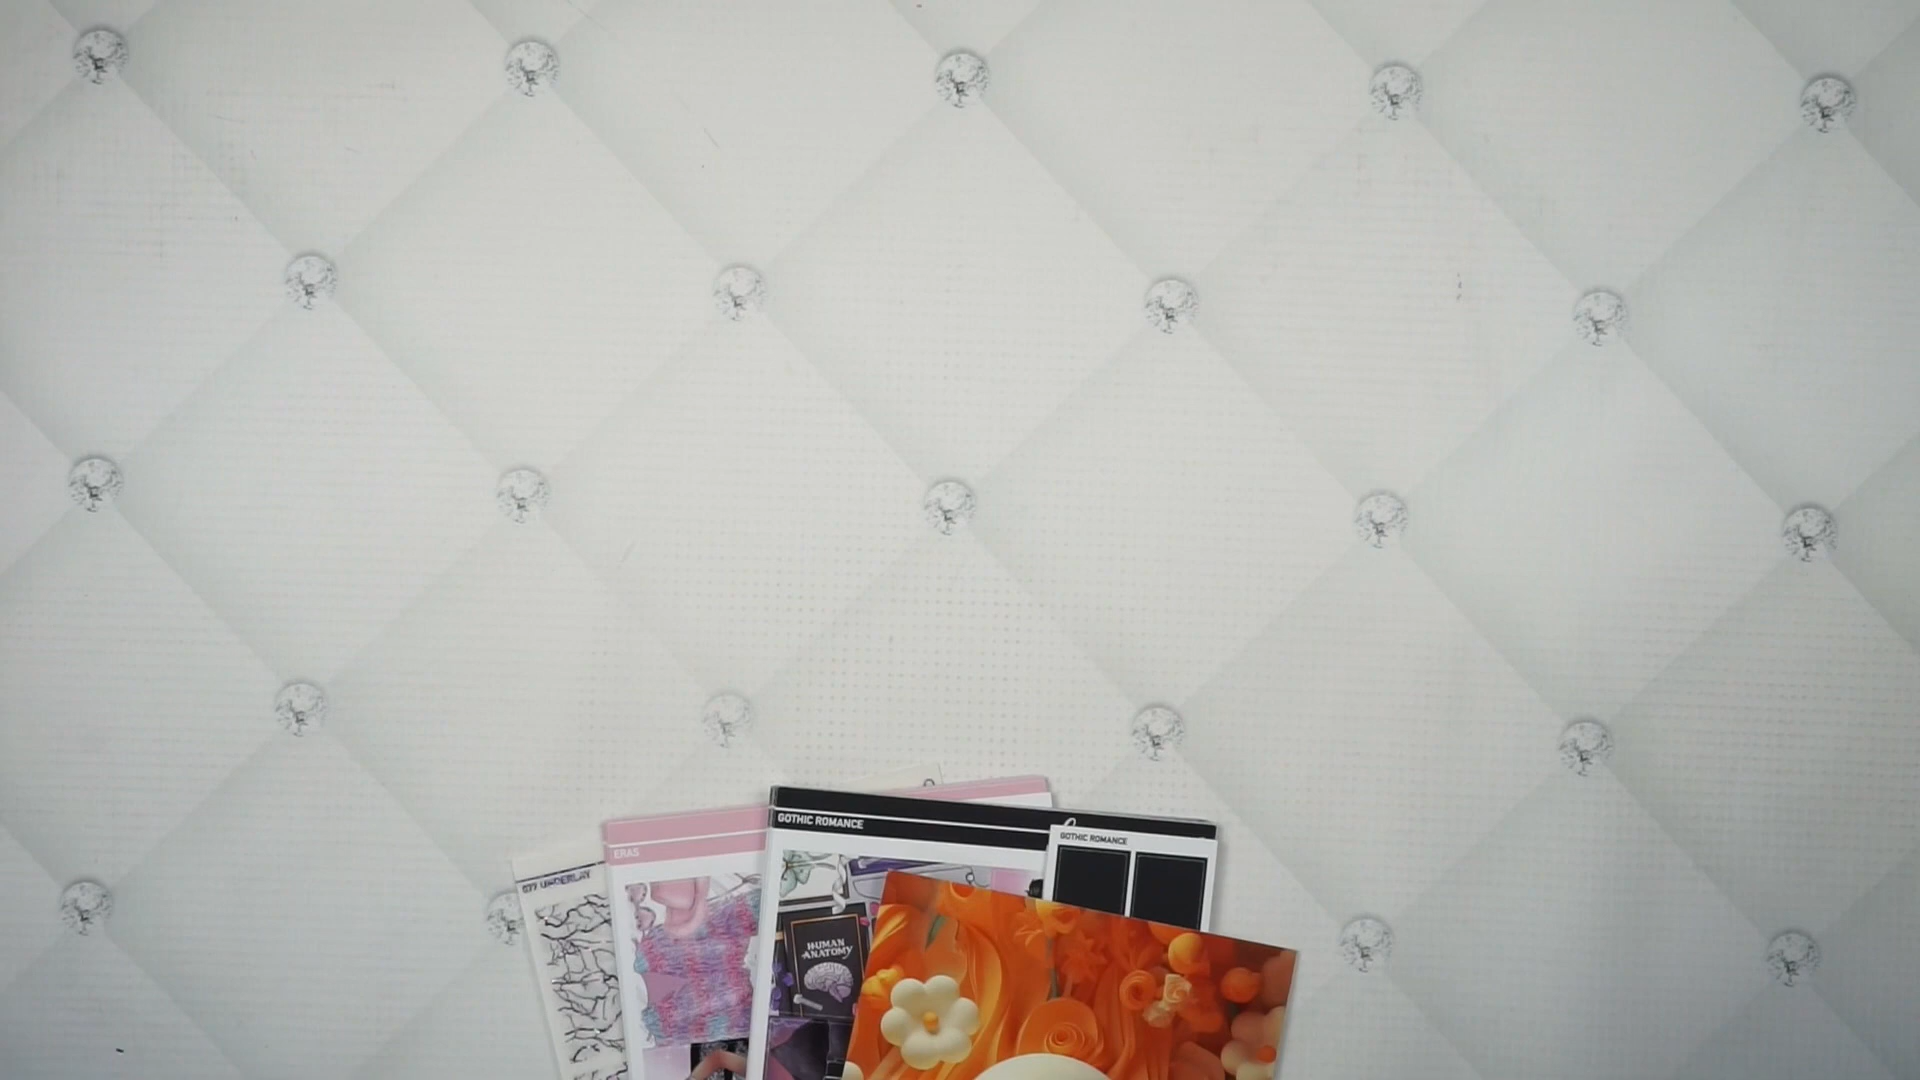 077 UNDERLAY
ERAS
GOTHIC ROMANCE
GOTHIC ROMANCE
HUMAN
ANATOMY